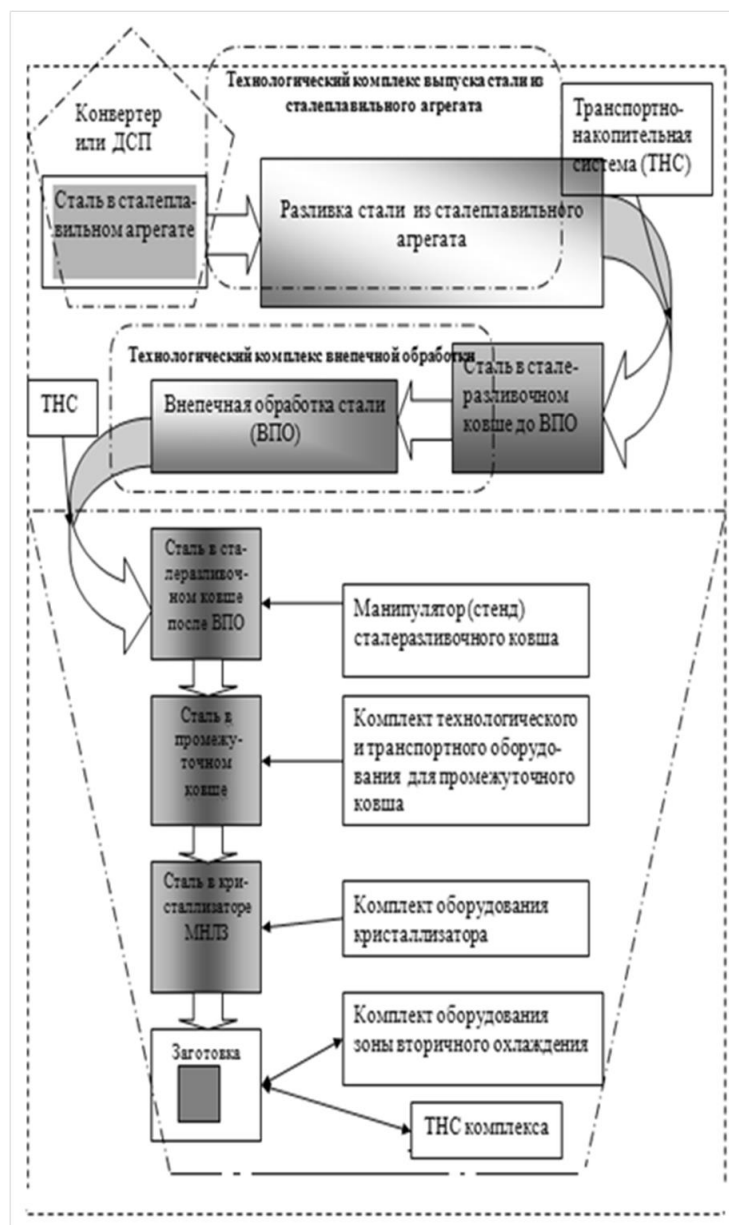 Технологический комплекс выпуска стали из
сталеплавильного агрегата
Конвертер
или ДСП
Транспортно-
накопительная
система (ТНС)
Сталь в сталепла-
вильном агрегате
Разливка стали из сталеплавильного
агрегата
Технологический комплекс внепечной обработки
ТНС
Внепечная обработка стали
(ВПО)
Сталь в стале-
разливочном
ковше до ВПО
Сталь в ста-
леразливоч-
ном ковше
после ВПО
Манипулятор (стенд)
сталеразливочного ковша
Сталь в
промежу-
точном
ковше
Комплект технологического
и транспортного оборудо-
вания для промежуточного
ковша
Сталь в кри-
сталлизаторе
МНЛЗ
Комплект оборудования
кристаллизатора
Заготовка
Комплект оборудования
зоны вторичного охлаждения
ТНС комплекса